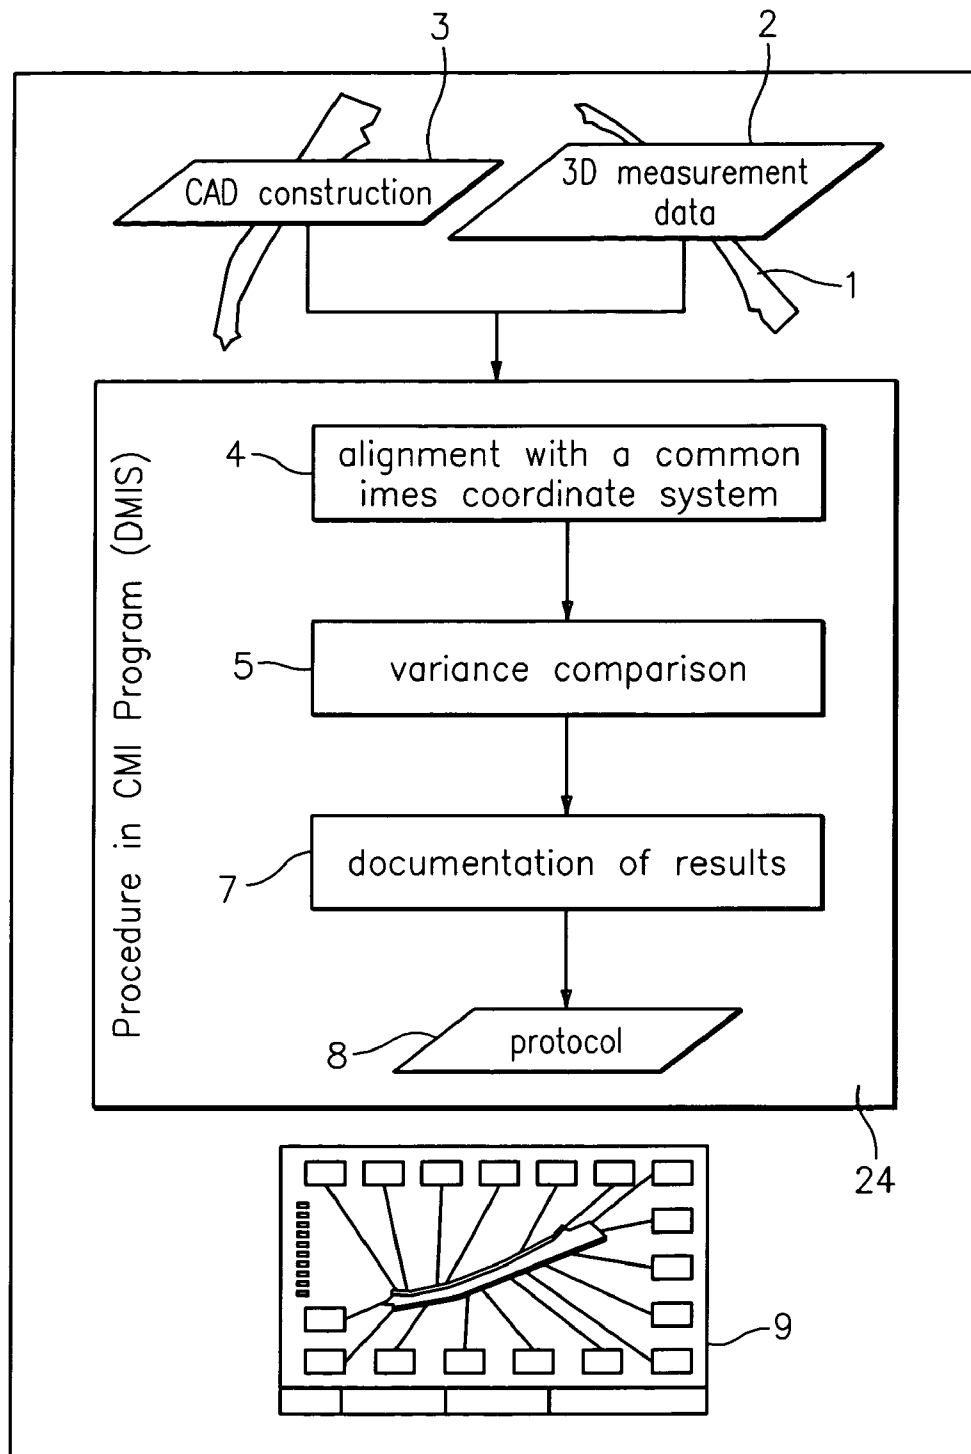 3
2
CAD construction
3D measurement
data
1
Procedure in CMI Program (DMIS)
4
alignment with a common
imes coordinate system
5
variance comparison
7
documentation of results
8
protocol
24
9